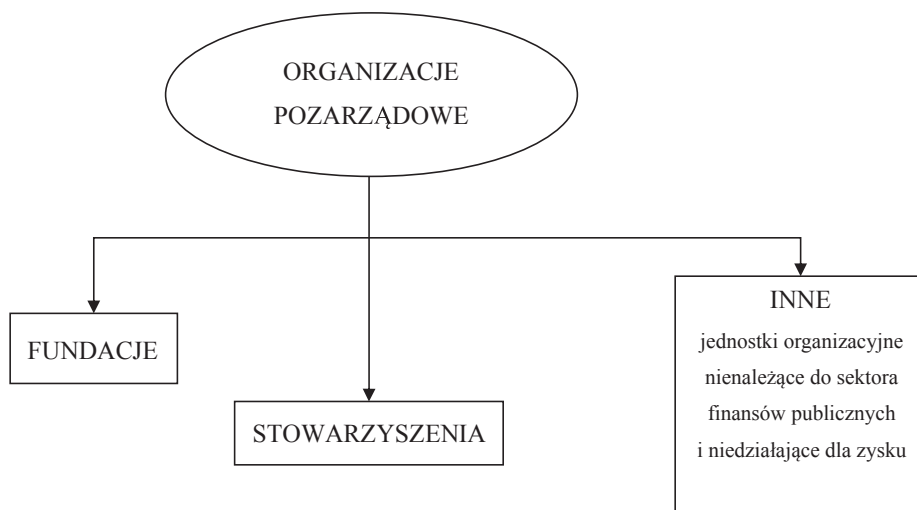 ORGANIZACJE
POZARZĄDOWE
FUNDACJE
STOWARZYSZENIA
INNE
jednostki organizacyjne
nienależące do sektora
finansów publicznych
i niedziałające dla zysku